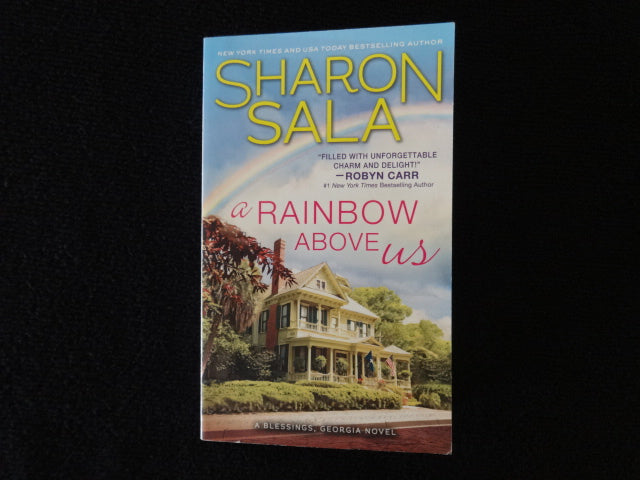 NEW YORK TIMES AND USA TODAY BESTSELLING AUTHOR
SHARON
SALA
"FILLED WITH UNFORGETTABLE
CHARM AND DELIGHT!"
—ROBYN CARR
#1 New York Times Bestselling Author
a RAINBOW
ABOVE us
A BLESSINGS, GEORGIA NOVEL